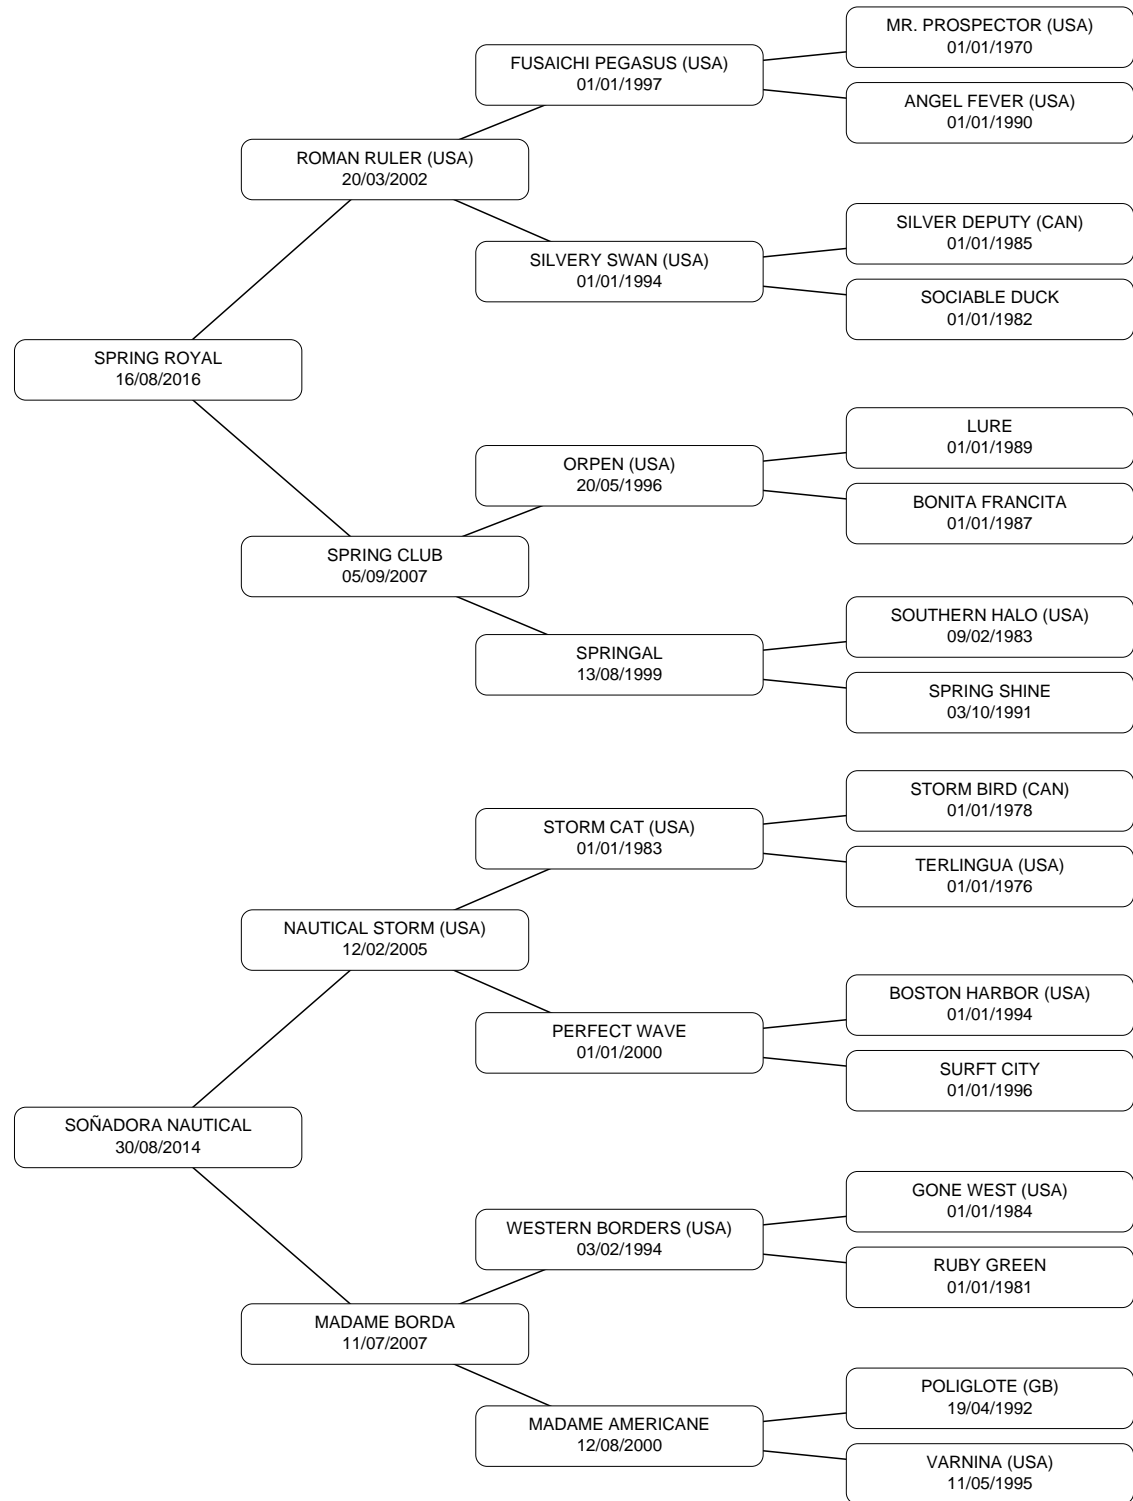 MR. PROSPECTOR (USA)
01/01/1970
FUSAICHI PEGASUS (USA)
01/01/1997
ANGEL FEVER (USA)
01/01/1990
ROMAN RULER (USA)
20/03/2002
SILVER DEPUTY (CAN)
01/01/1985
SILVERY SWAN (USA)
01/01/1994
SOCIABLE DUCK
01/01/1982
SPRING ROYAL
16/08/2016
LURE
01/01/1989
ORPEN (USA)
20/05/1996
BONITA FRANCITA
01/01/1987
SPRING CLUB
05/09/2007
SOUTHERN HALO (USA)
09/02/1983
SPRINGAL
13/08/1999
SPRING SHINE
03/10/1991
STORM BIRD (CAN)
01/01/1978
STORM CAT (USA)
01/01/1983
TERLINGUA (USA)
01/01/1976
NAUTICAL STORM (USA)
12/02/2005
BOSTON HARBOR (USA)
01/01/1994
PERFECT WAVE
01/01/2000
SURFT CITY
01/01/1996
SOÑADORA NAUTICAL
30/08/2014
GONE WEST (USA)
01/01/1984
WESTERN BORDERS (USA)
03/02/1994
RUBY GREEN
01/01/1981
MADAME BORDA
11/07/2007
POLIGLOTE (GB)
19/04/1992
MADAME AMERICANE
12/08/2000
VARNINA (USA)
11/05/1995